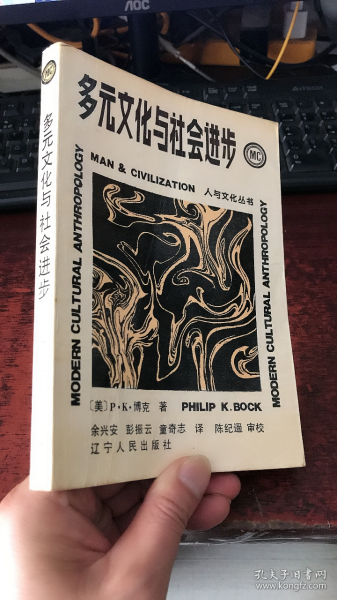 AOC
MC
多元文化与社会进步
多元文化与社会进步
MC
MAN & CIVILIZATION 人与文化丛书
MODERN CULTURAL ANTHROPOLOGY
MODERN CULTURAL ANTHROPOLOGY
〔美〕P·K·博克 著 PHILIP K.BOCK
余兴安 彭振云 童奇志 译 陈纪遥 审校
辽宁人民出版社
孔夫子旧书网
www.kongfz.com